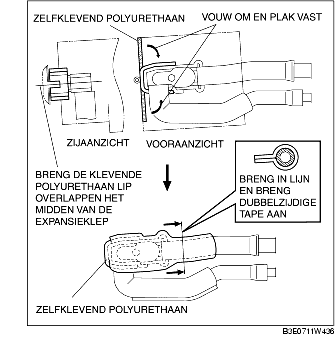 ZELFKLEVEND POLYURETHAAN
VOUW OM EN PLAK VAST
ZIJAANZICHT
VOORAANZICHT
BRENG DE KLEVENDE
POLYURETHAAN LIP
OVERLAPPEN HET
MIDDEN VAN DE
EXPANSIEKLEP
BRENG IN LIJN
EN BRENG
DUBBELZIJDIGE
TAPE AAN
ZELFKLEVEND POLYURETHAAN
B3E0711W436